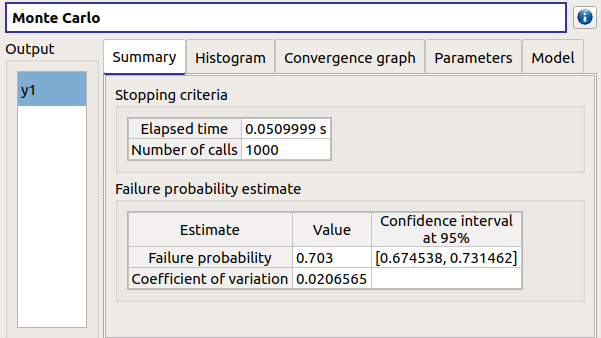 Monte Carlo
Output
y1
Summary
Histogram
Convergence graph
Parameters
Model
Stopping criteria
Elapsed time 0.0509999 s
Number of calls 1000
Failure probability estimate
Estimate Value Confidence interval
at 95%
Failure probability 0.703 [0.674538, 0.731462]
Coefficient of variation 0.0206565